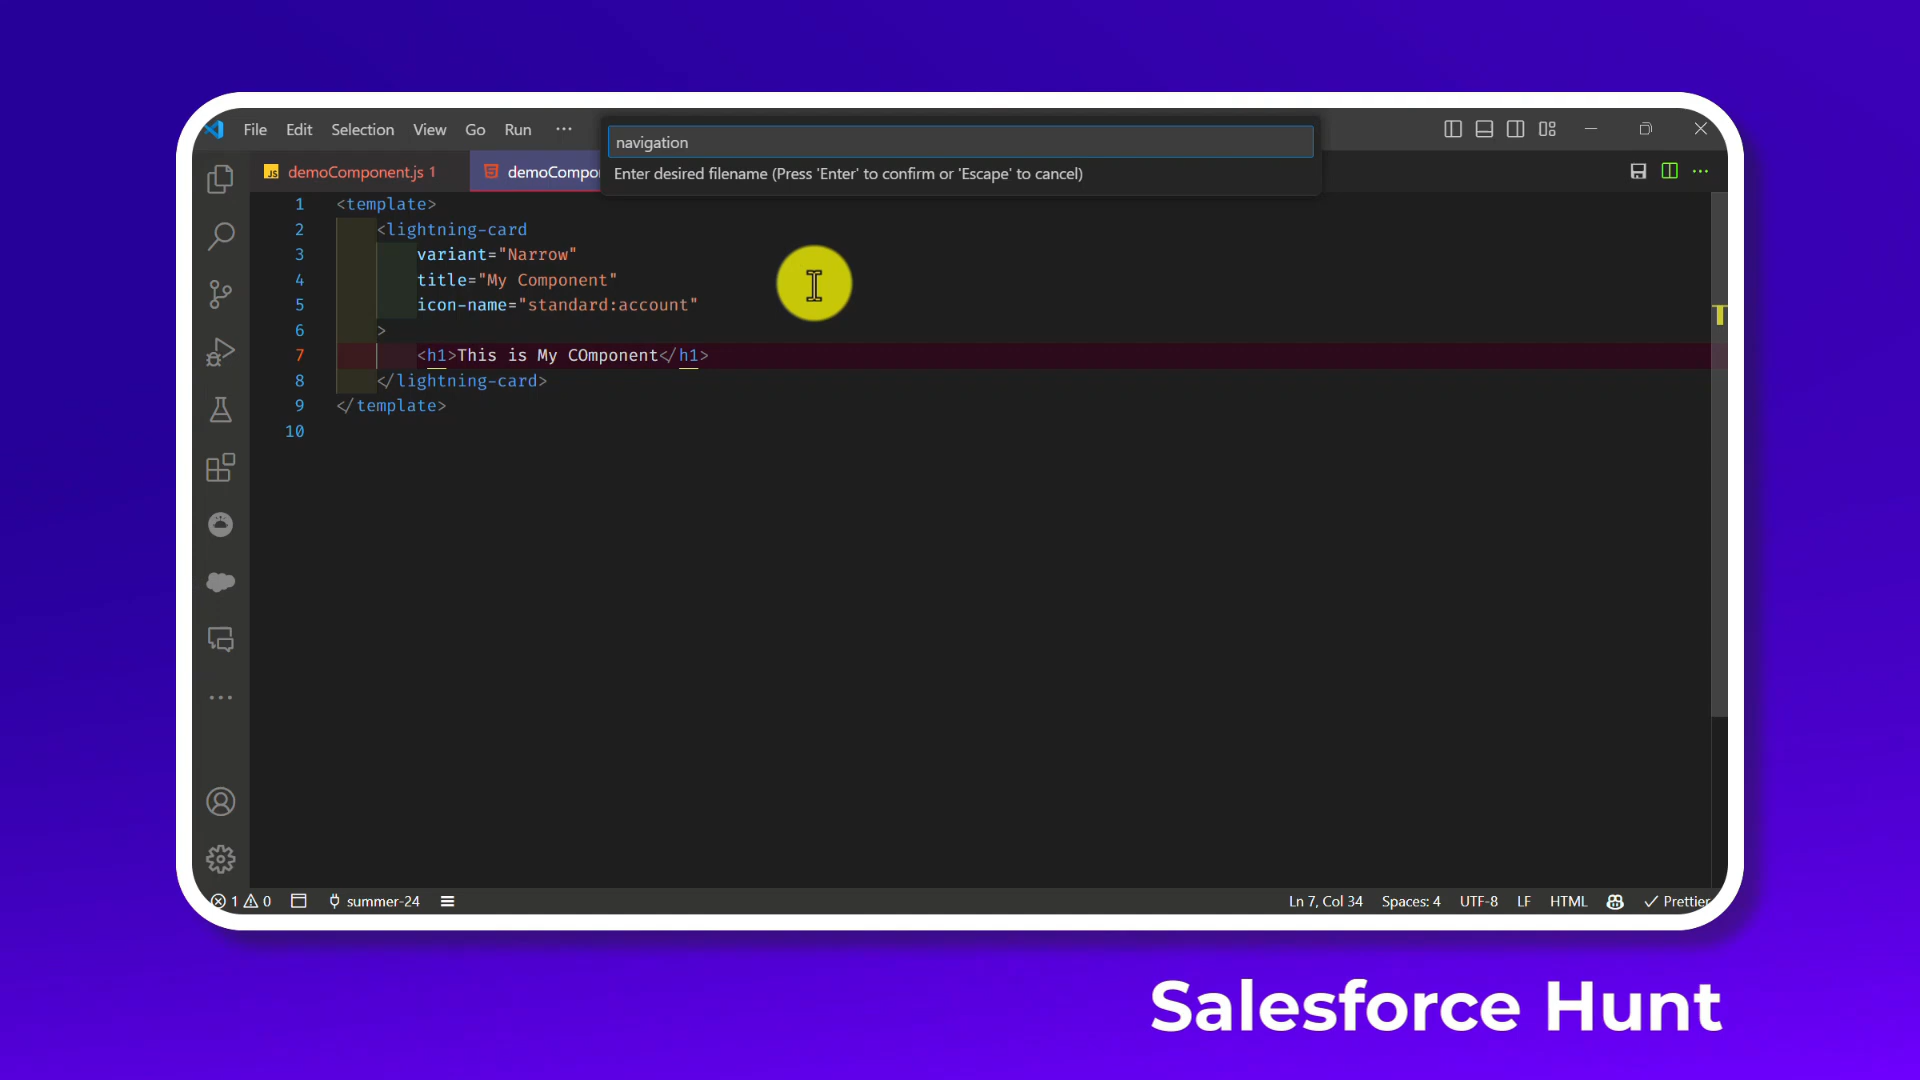 File Edit Selection View Go Run ···
navigation
Enter desired filename (Press 'Enter' to confirm or 'Escape' to cancel)
JS demoComponent.js 1
demoCompo
1 <template>
2 <lightning-card
3 variant="Narrow"
4 title="My Component"
5 icon-name="standard:account"
6 >
7 <h1>This is My COmponent</h1>
8 </lightning-card>
9 </template>
10
1 0 summer-24
Ln 7, Col 34 Spaces: 4 UTF-8 LF HTML Prettier
Salesforce Hunt